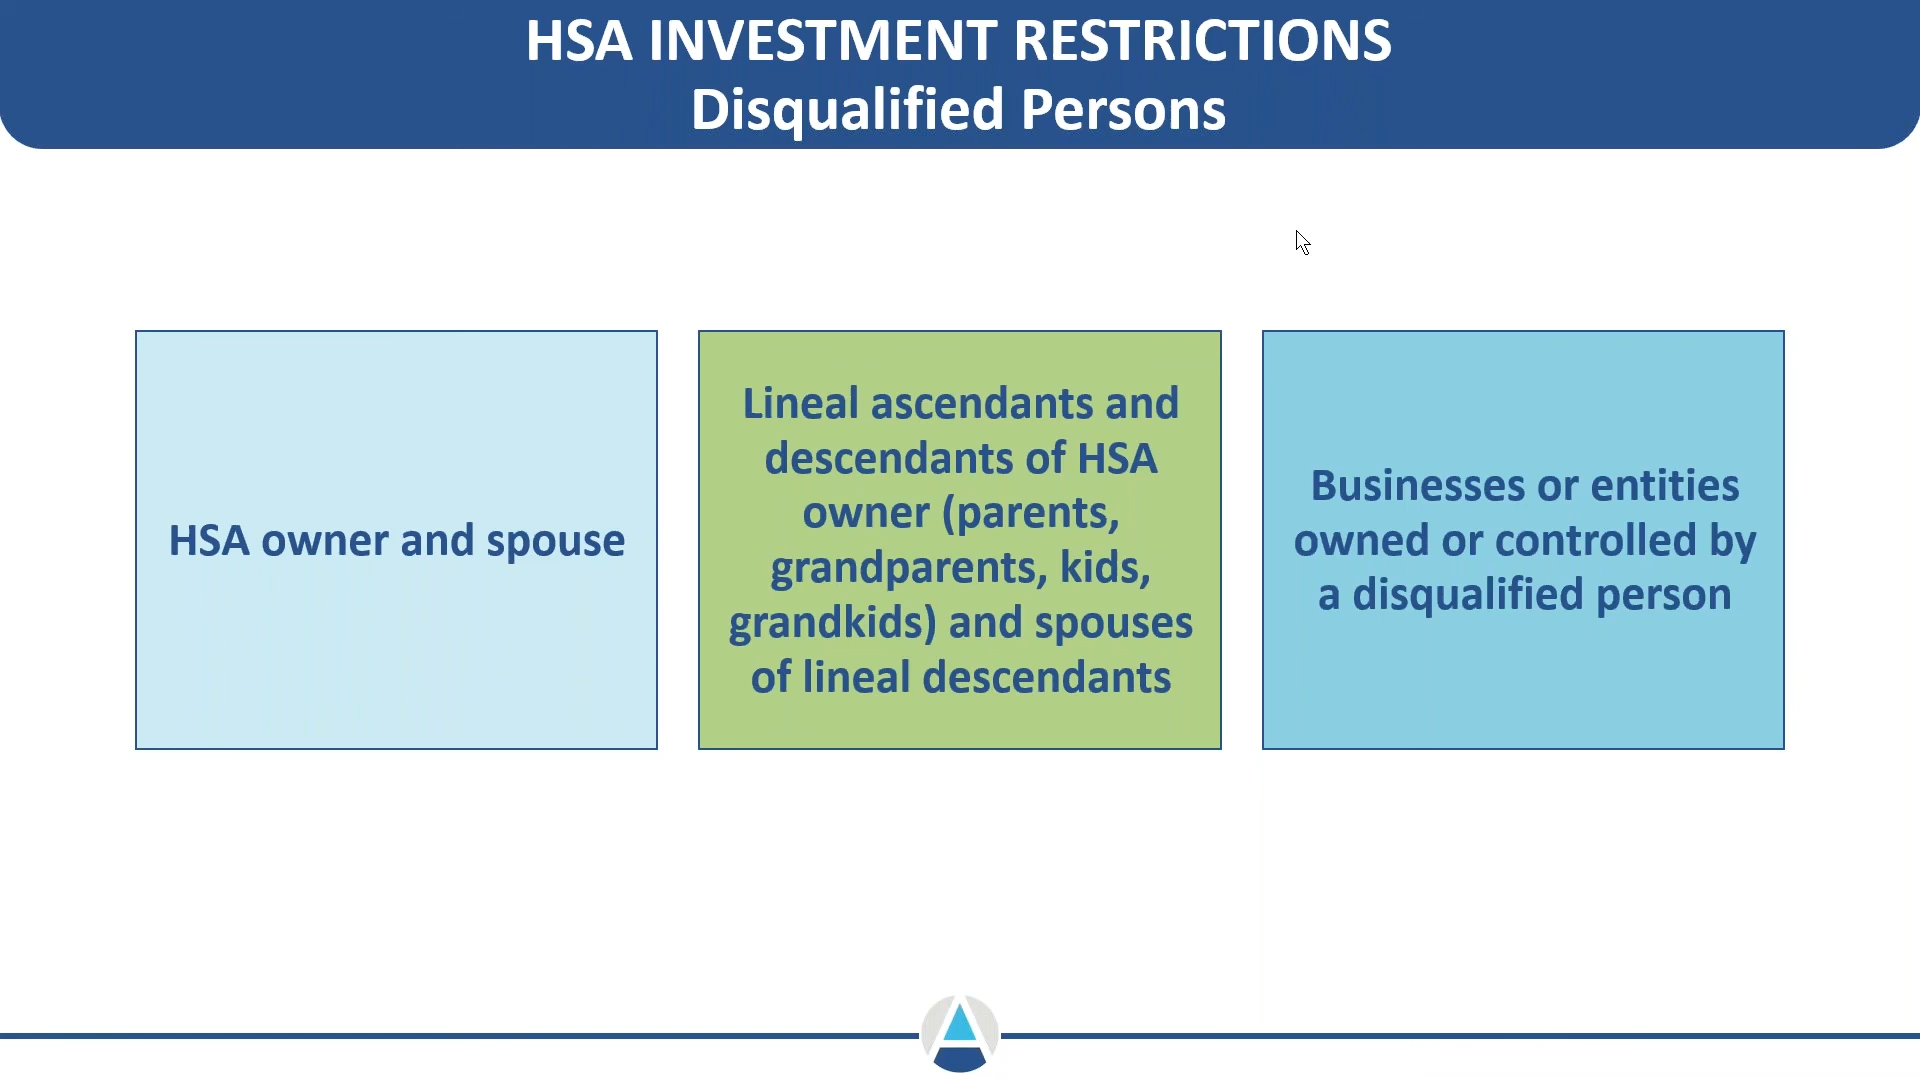 HSA INVESTMENT RESTRICTIONS
Disqualified Persons
HSA owner and spouse
Lineal ascendants and
descendants of HSA
owner (parents,
grandparents, kids,
grandkids) and spouses
of lineal descendants
Businesses or entities
owned or controlled by
a disqualified person